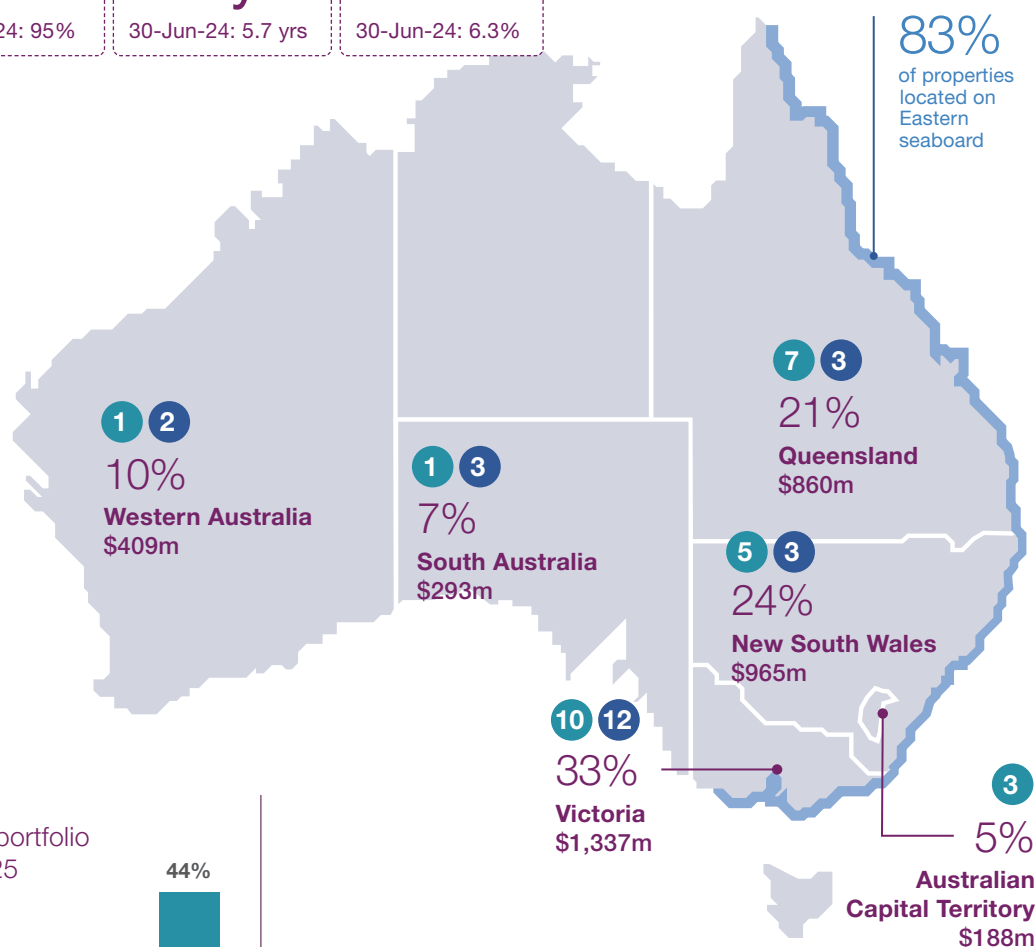 24: 95%
30-Jun-24: 5.7 yrs
30-Jun-24: 6.3%
83%
of properties
located on
Eastern
seaboard
7 3
21%
Queensland
$860m
1 2
10%
Western Australia
$409m
1 3
7%
South Australia
$293m
5 3
24%
New South Wales
$965m
10 12
33%
Victoria
$1,337m
3
5%
Australian
Capital Territory
$188m
portfolio
25
44%